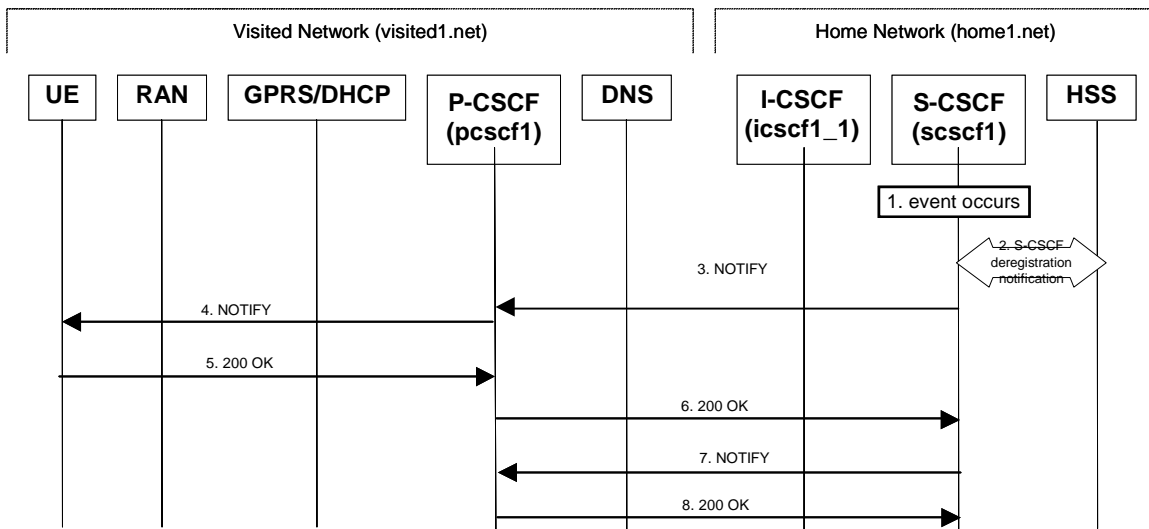 Visited Network (visited1.net)
Home Network (home1.net)
UE
RAN
GPRS/DHCP
P-CSCF
(pcscf1)
DNS
I-CSCF
(icscf1_1)
S-CSCF
(scscf1)
HSS
1. event occurs
2. S-CSCF
deregistration
notification
3. NOTIFY
4. NOTIFY
5. 200 OK
6. 200 OK
7. NOTIFY
8. 200 OK